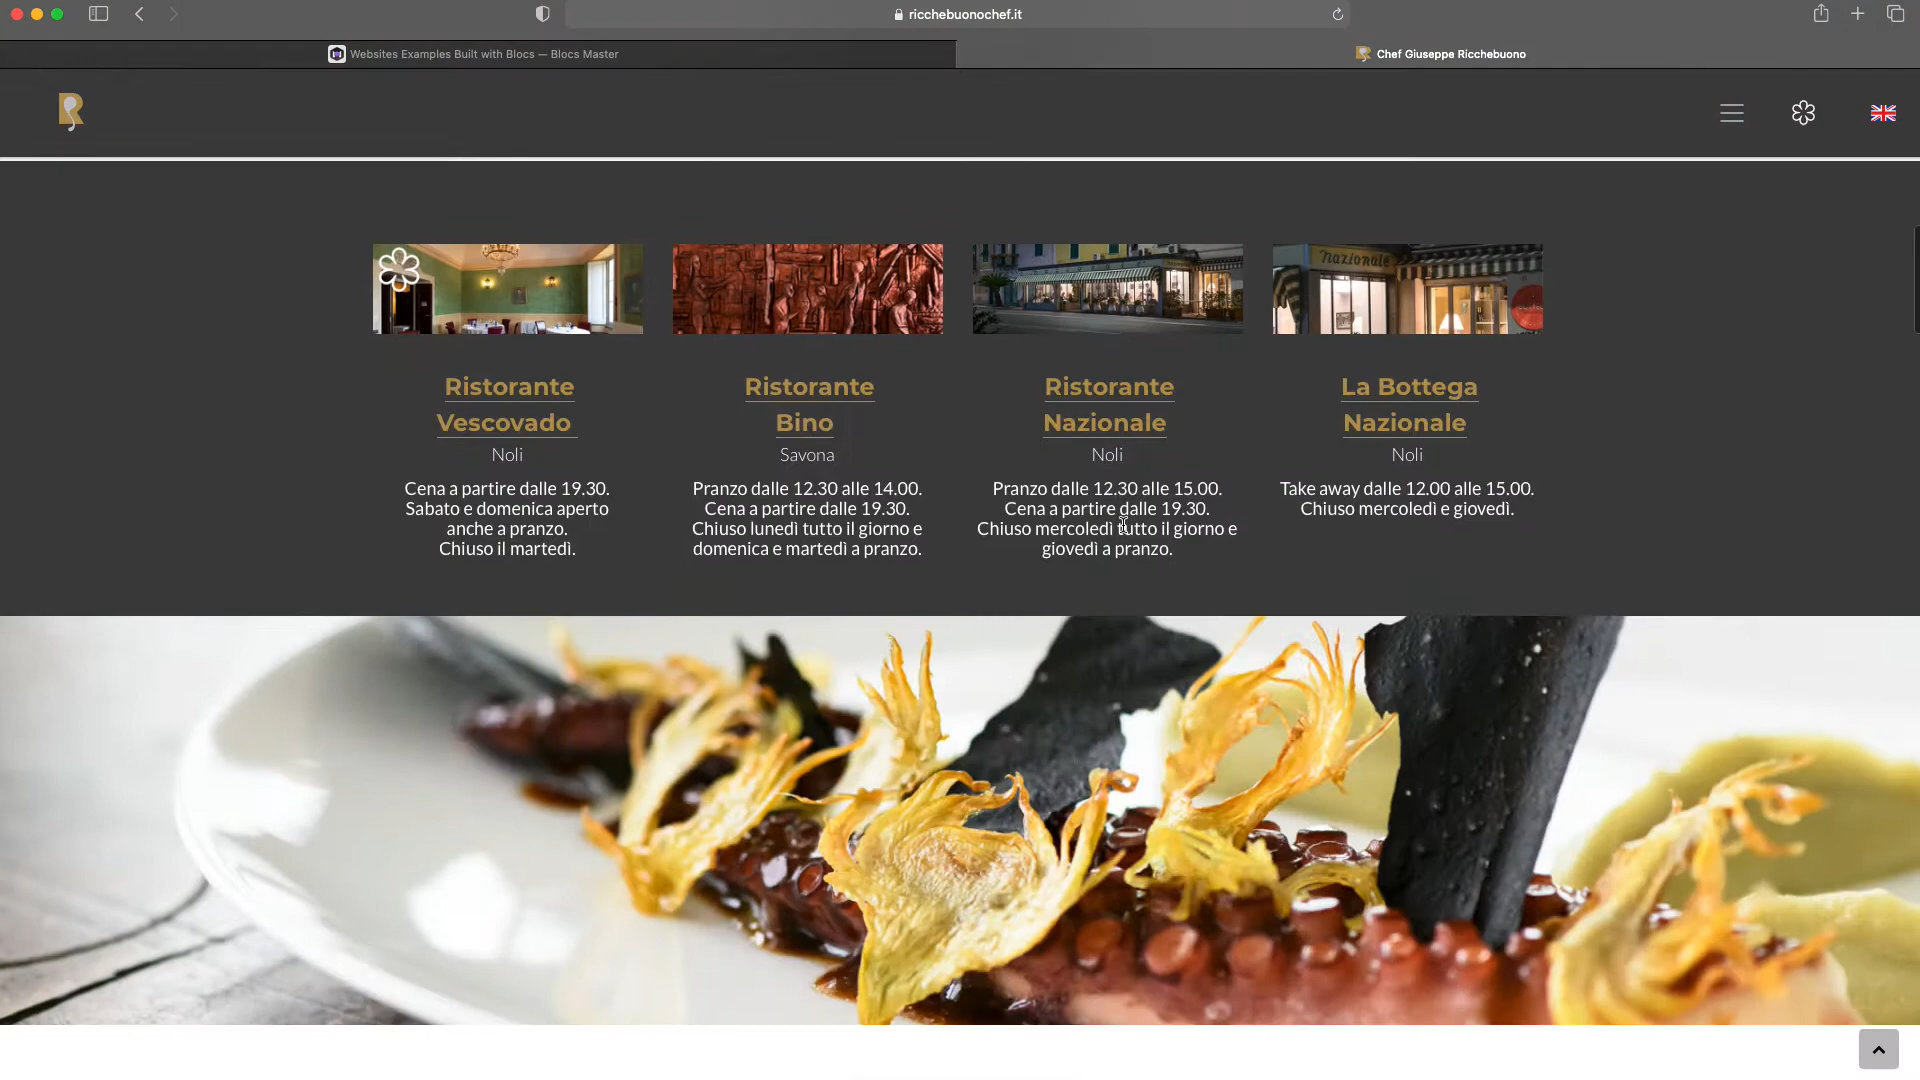 ricchebuonochef.it
Websites Examples Built with Blocs — Blocs Master
Chef Giuseppe Ricchebuono
R
nazionale
Ristorante
Vescovado
Noli
Cena a partire dalle 19.30.
Sabato e domenica aperto
anche a pranzo.
Chiuso il martedì.
Ristorante
Bino
Savona
Pranzo dalle 12.30 alle 14.00.
Cena a partire dalle 19.30.
Chiuso lunedì tutto il giorno e
domenica e martedì a pranzo.
Ristorante
Nazionale
Noli
Pranzo dalle 12.30 alle 15.00.
Cena a partire dalle 19.30.
Chiuso mercoledì tutto il giorno e
giovedì a pranzo.
La Bottega
Nazionale
Noli
Take away dalle 12.00 alle 15.00.
Chiuso mercoledì e giovedì.